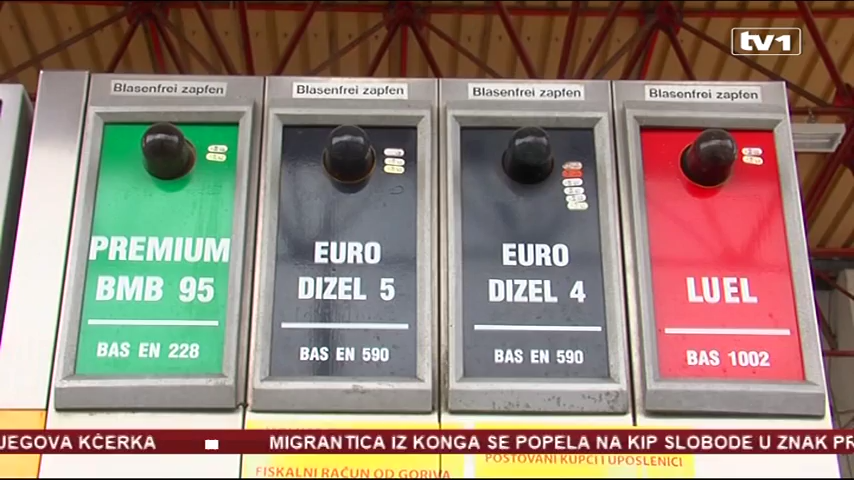 tv1
Blasenfrei zapfen
Blasenfrei zapfen
Blasenfrei zapfen
Blasenfrei zapfen
PREMIUM
BMB 95
BAS EN 228
EURO
DIZEL 5
BAS EN 590
EURO
DIZEL 4
BAS EN 590
LUEL
BAS 1002
JEGOVA KĆERKA
MIGRANTICA IZ KONGA SE POPELA NA KIP SLOBODE U ZNAK PR
FISKALNI RAČUN OD GORIVA
POŠTOVANI KUPCI I UPOSLENICI